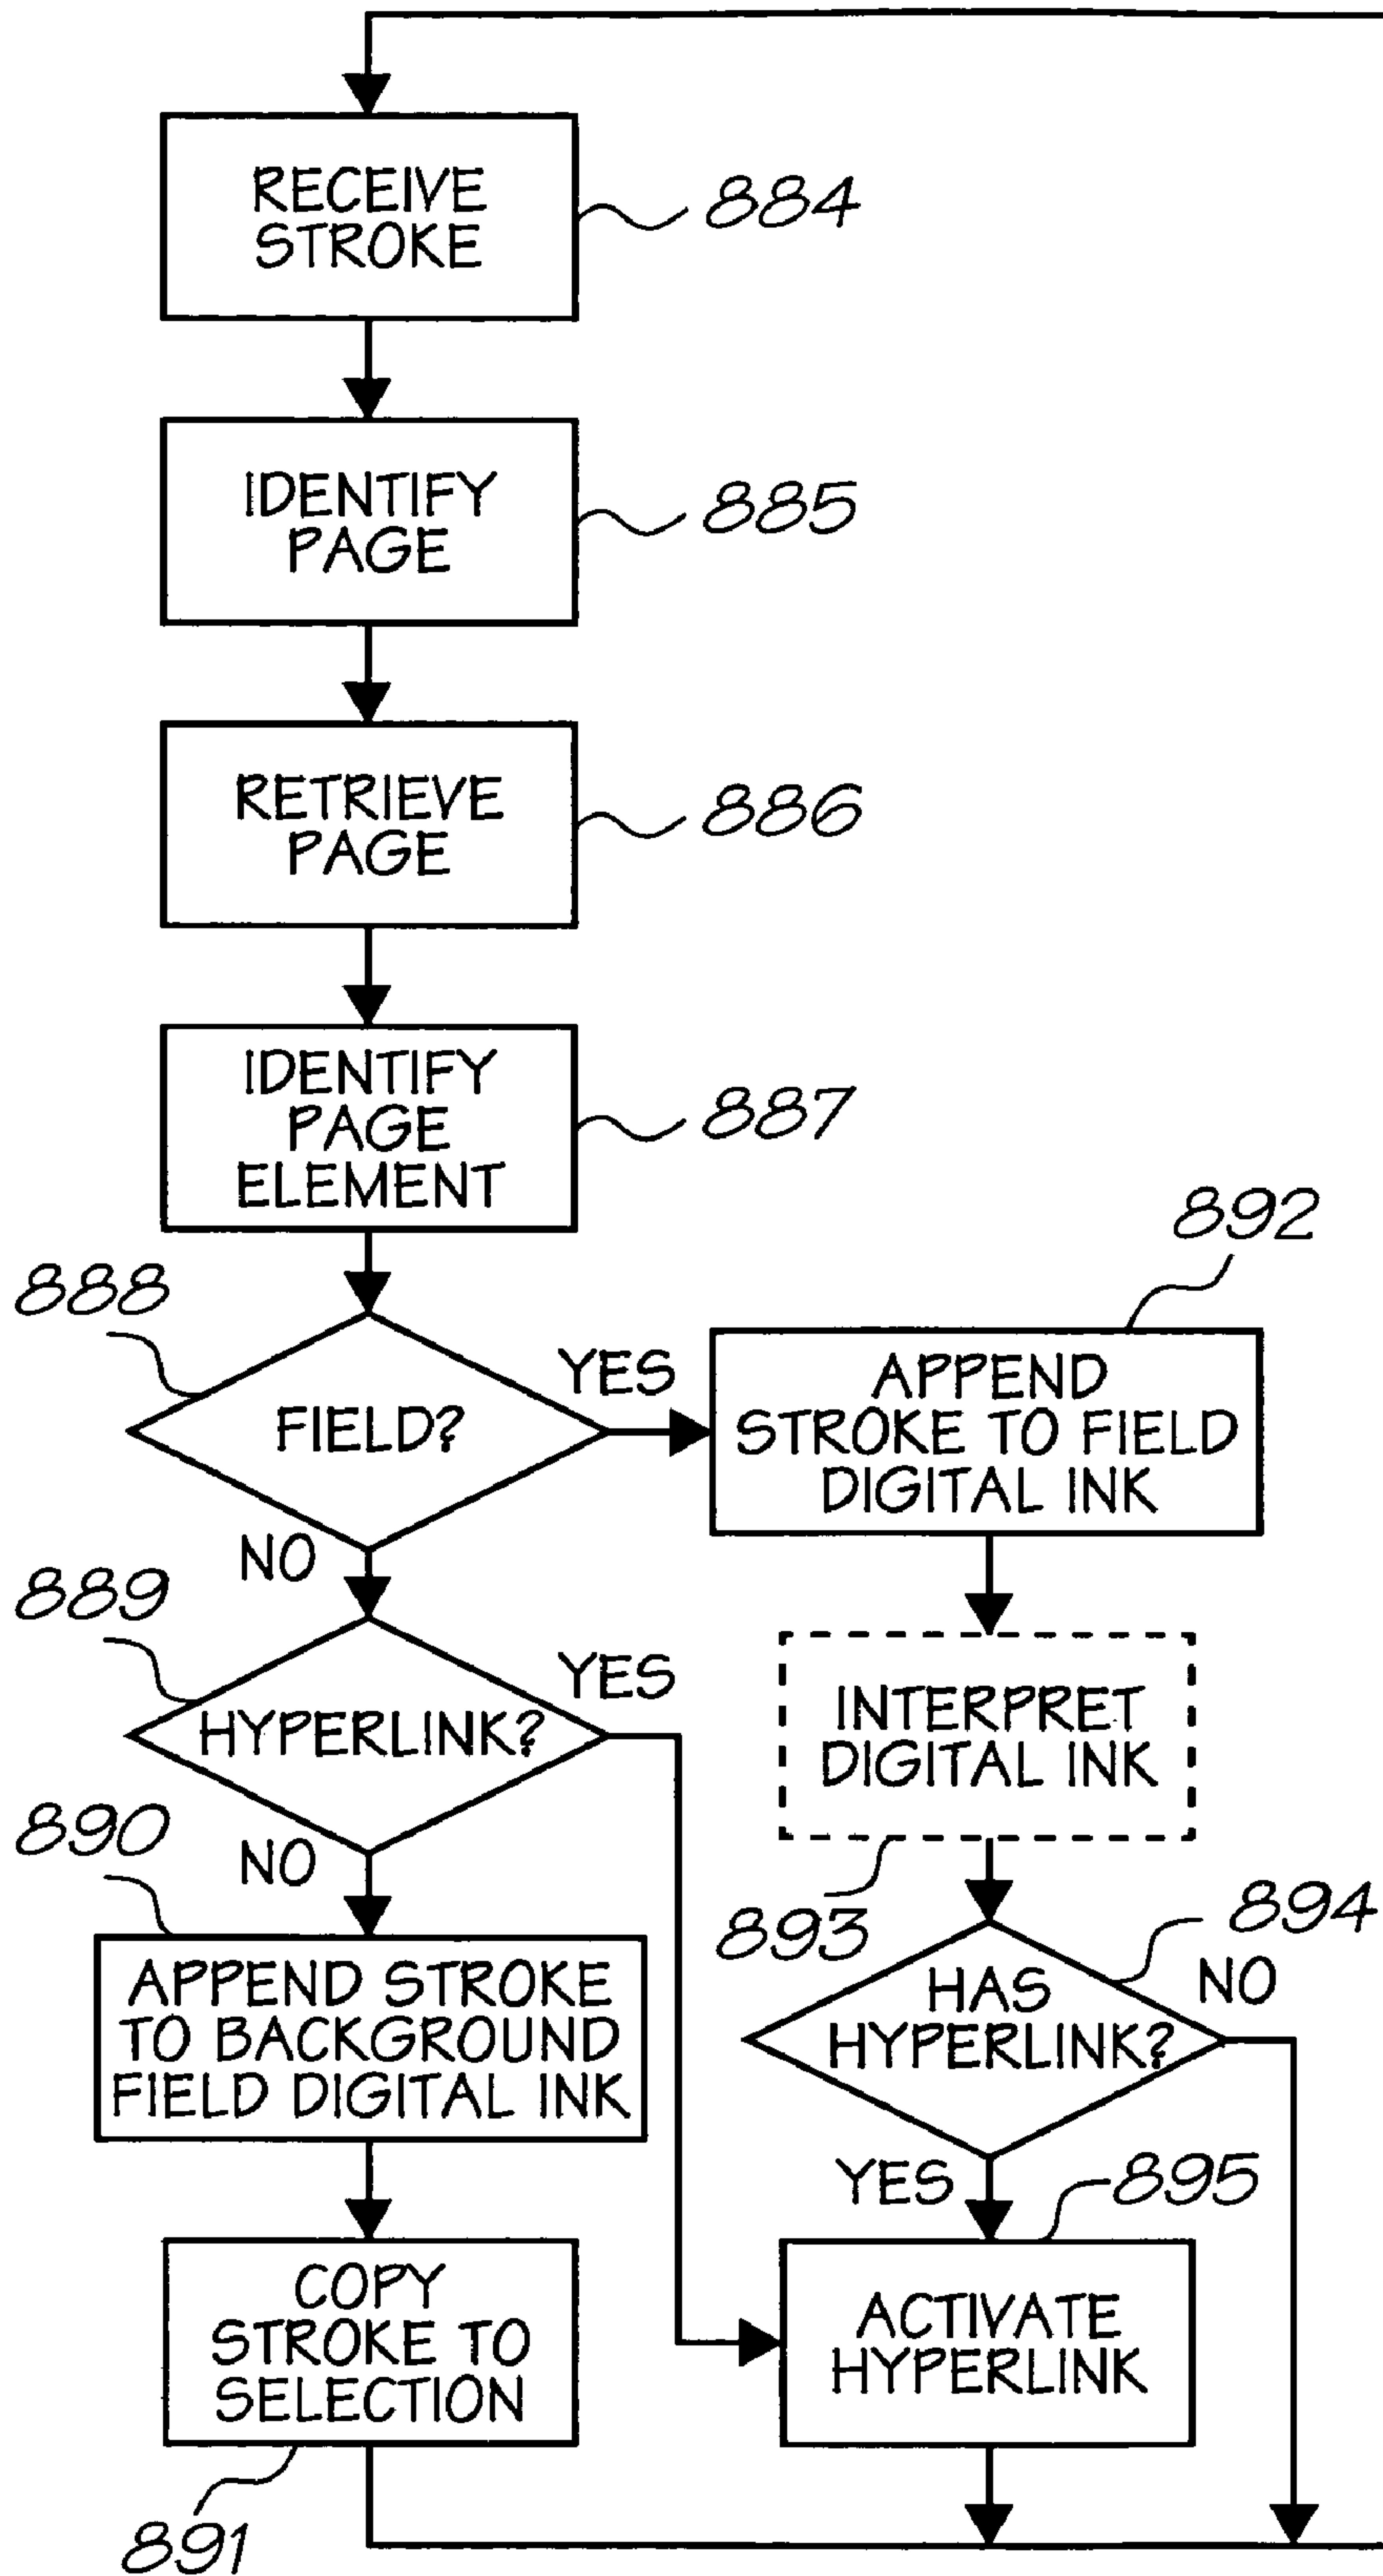 RECEIVE
STROKE
884
IDENTIFY
PAGE
885
RETRIEVE
PAGE
886
IDENTIFY
PAGE
ELEMENT
887
888
FIELD?
YES
NO
892
APPEND
STROKE TO FIELD
DIGITAL INK
889
HYPERLINK?
YES
NO
INTERPRET
DIGITAL INK
893
890
APPEND STROKE
TO BACKGROUND
FIELD DIGITAL INK
894
HAS
HYPERLINK?
NO
YES
895
COPY
STROKE TO
SELECTION
891
ACTIVATE
HYPERLINK